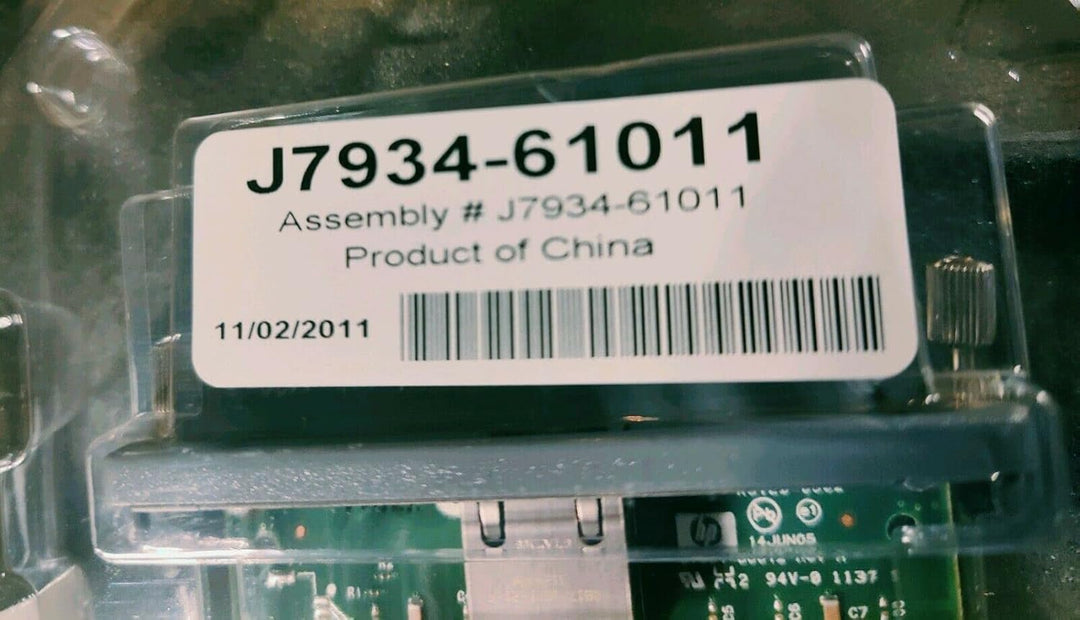 J7934-61011
Assembly # J7934-61011
Product of China
11/02/2011
hp
14JUN05
94V-0 1137
C7